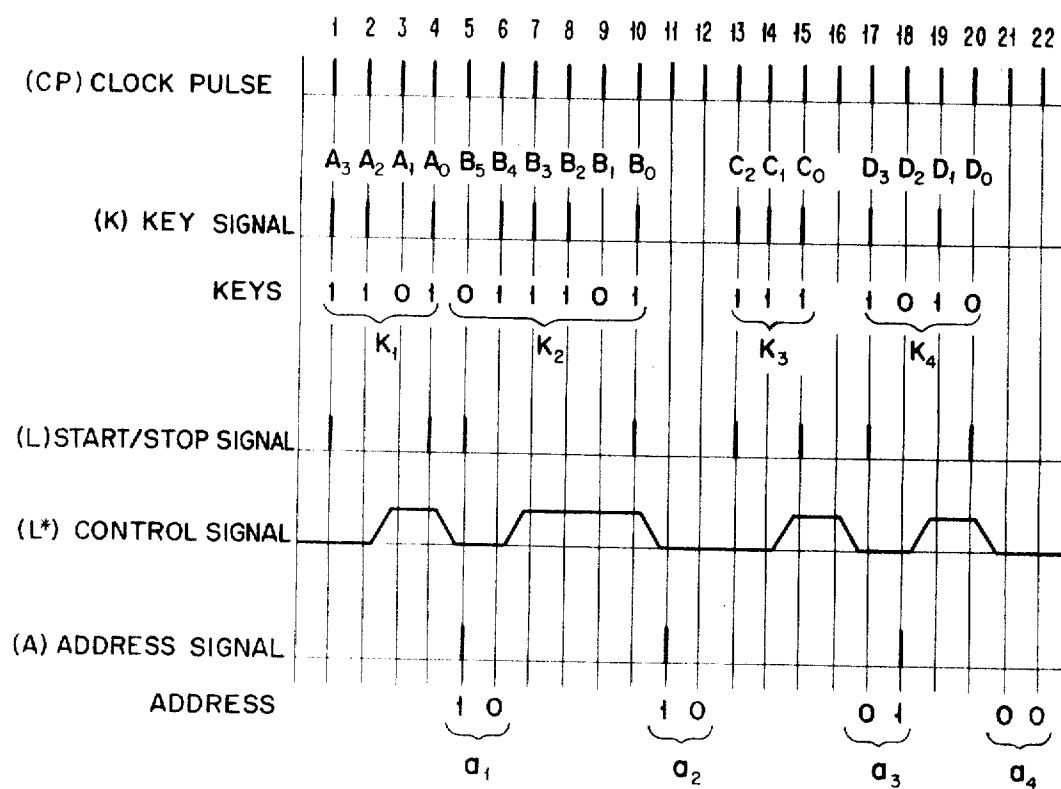 1 2 3 4 5 6 7 8 9 10 11 12 13 14 15 16 17 18 19 20 21 22
(CP) CLOCK PULSE
A₃ A₂ A₁ A₀ B₅ B₄ B₃ B₂ B₁ B₀ C₂ C₁ C₀ D₃ D₂ D₁ D₀
(K) KEY SIGNAL
KEYS 1 1 0 1 0 1 1 1 0 1 1 1 1 1 0 1 0
K₁ K₂ K₃ K₄
(L) START/STOP SIGNAL
(L*) CONTROL SIGNAL
(A) ADDRESS SIGNAL
ADDRESS 1 0 1 0 0 1 0 0
a₁ a₂ a₃ a₄